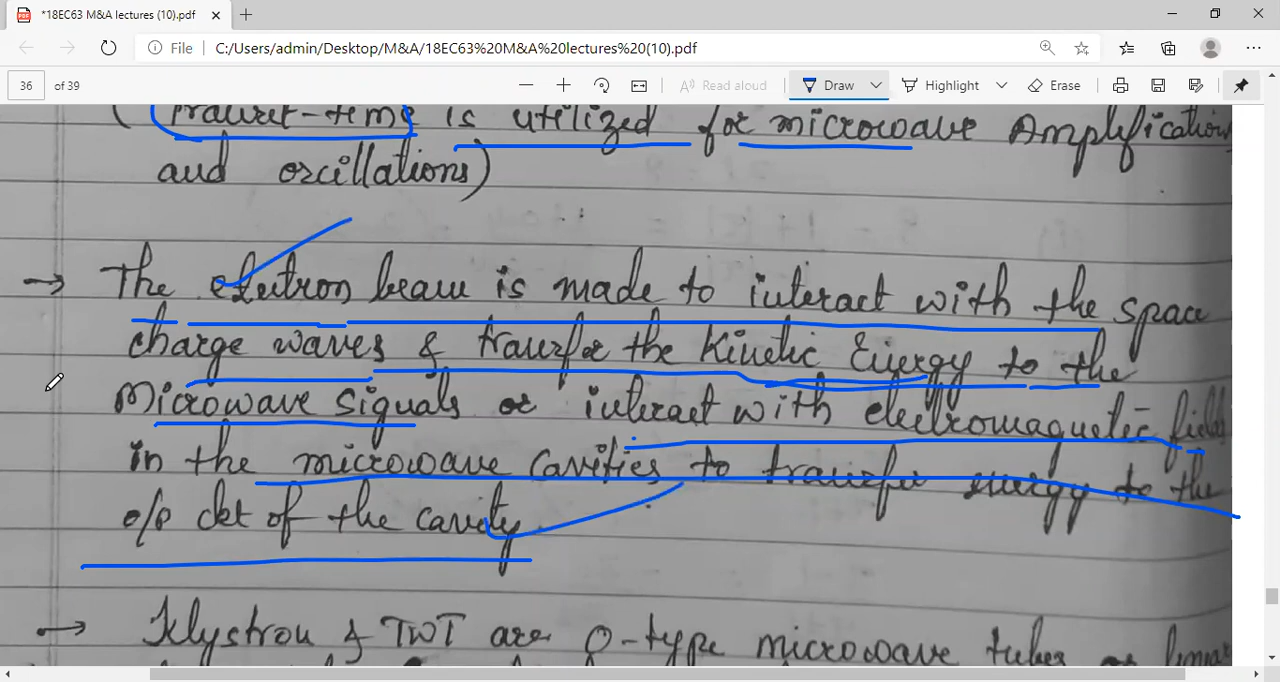 *18EC63 M&A lectures (10).pdf
File C:/Users/admin/Desktop/M&A/18EC63%20M&A%20lectures%20(10).pdf
36 of 39 Read aloud Draw Highlight Erase
is utilized for microwave Amplification
and oscillations)
→ The electron beam is made to interact with the space
charge waves & transfer the kinetic Energy to the
Microwave signals or interact with electromagnetic field
in the microwave cavities to transfer energy to the
o/p ckt of the cavity
→ Klystron & TWT are O-type microwave tubes or linear